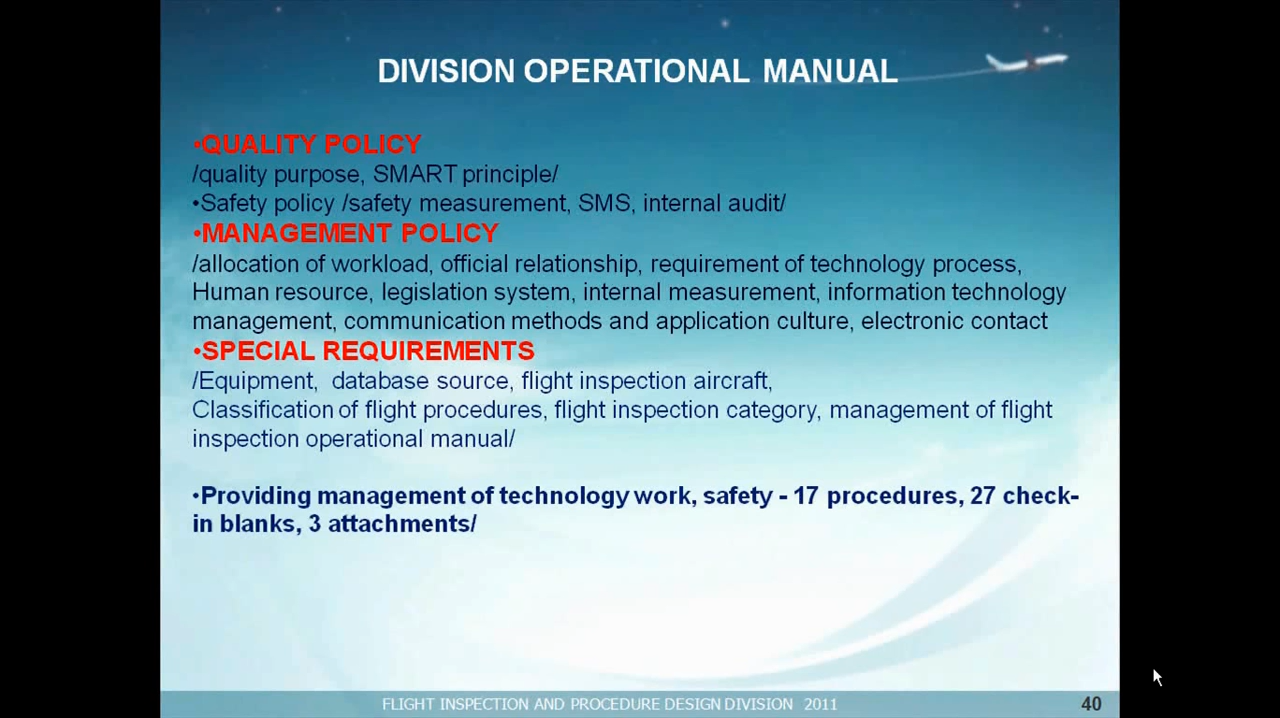 DIVISION OPERATIONAL MANUAL
•QUALITY POLICY
/quality purpose, SMART principle/
•Safety policy /safety measurement, SMS, internal audit/
•MANAGEMENT POLICY
/allocation of workload, official relationship, requirement of technology process,
Human resource, legislation system, internal measurement, information technology
management, communication methods and application culture, electronic contact
•SPECIAL REQUIREMENTS
/Equipment, database source, flight inspection aircraft,
Classification of flight procedures, flight inspection category, management of flight
inspection operational manual/
•Providing management of technology work, safety - 17 procedures, 27 check-
in blanks, 3 attachments/
FLIGHT INSPECTION AND PROCEDURE DESIGN DIVISION 2011
40